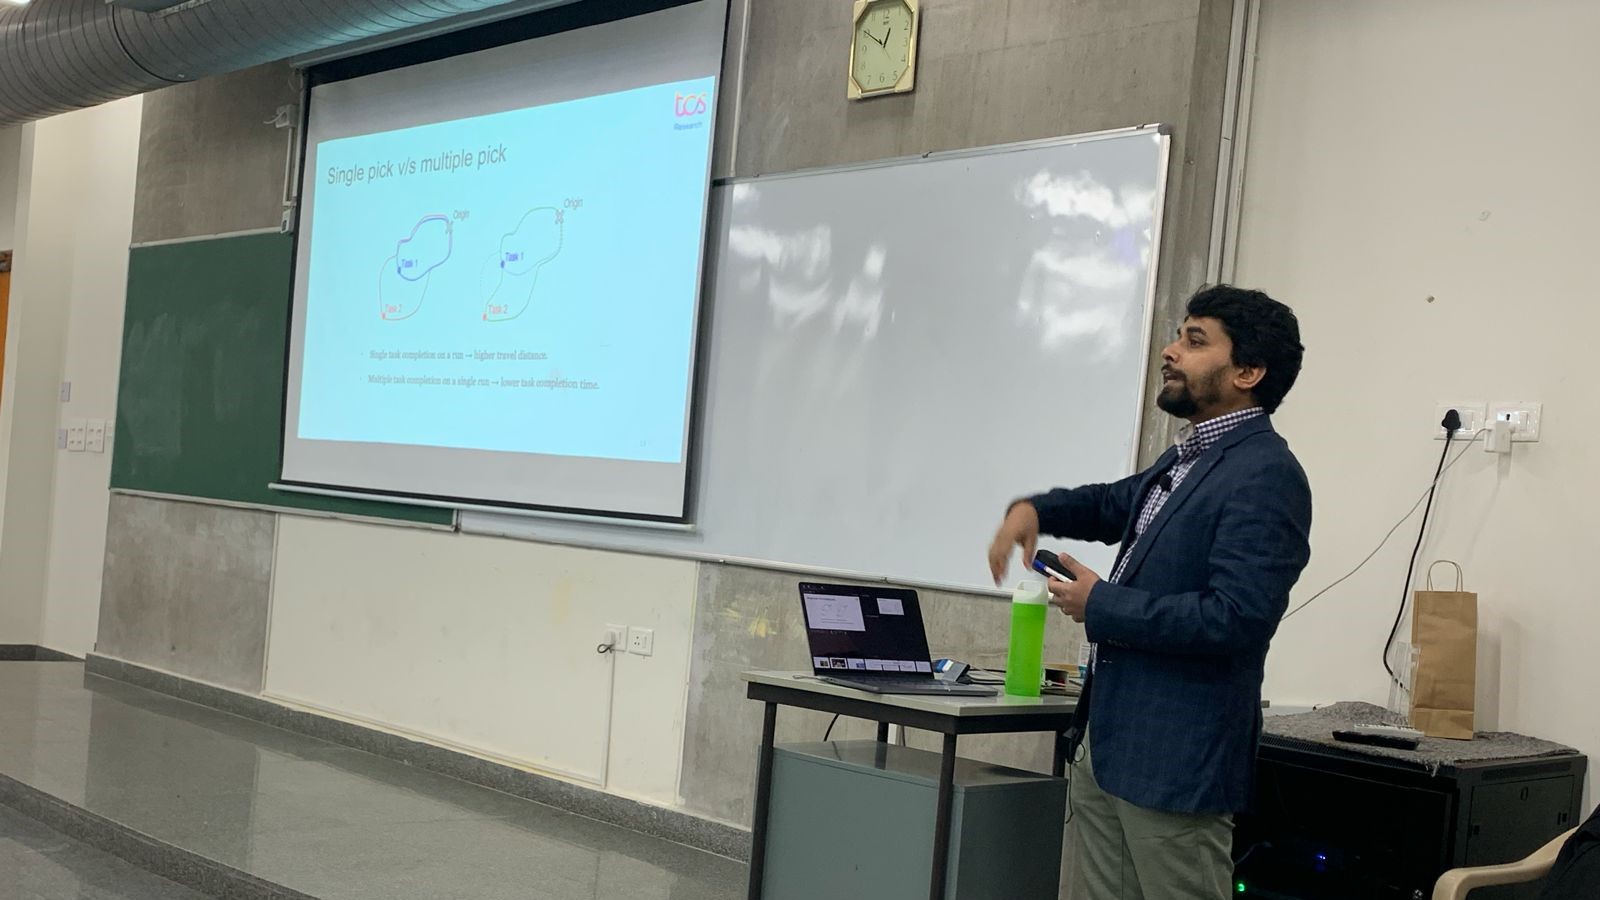 tcs
Research
Single pick v/s multiple pick
Origin
Origin
Task 1
Task 1
Task 2
Task 2
Single task completion on a run → higher travel distance.
Multiple task completion on a single run → lower task completion time.